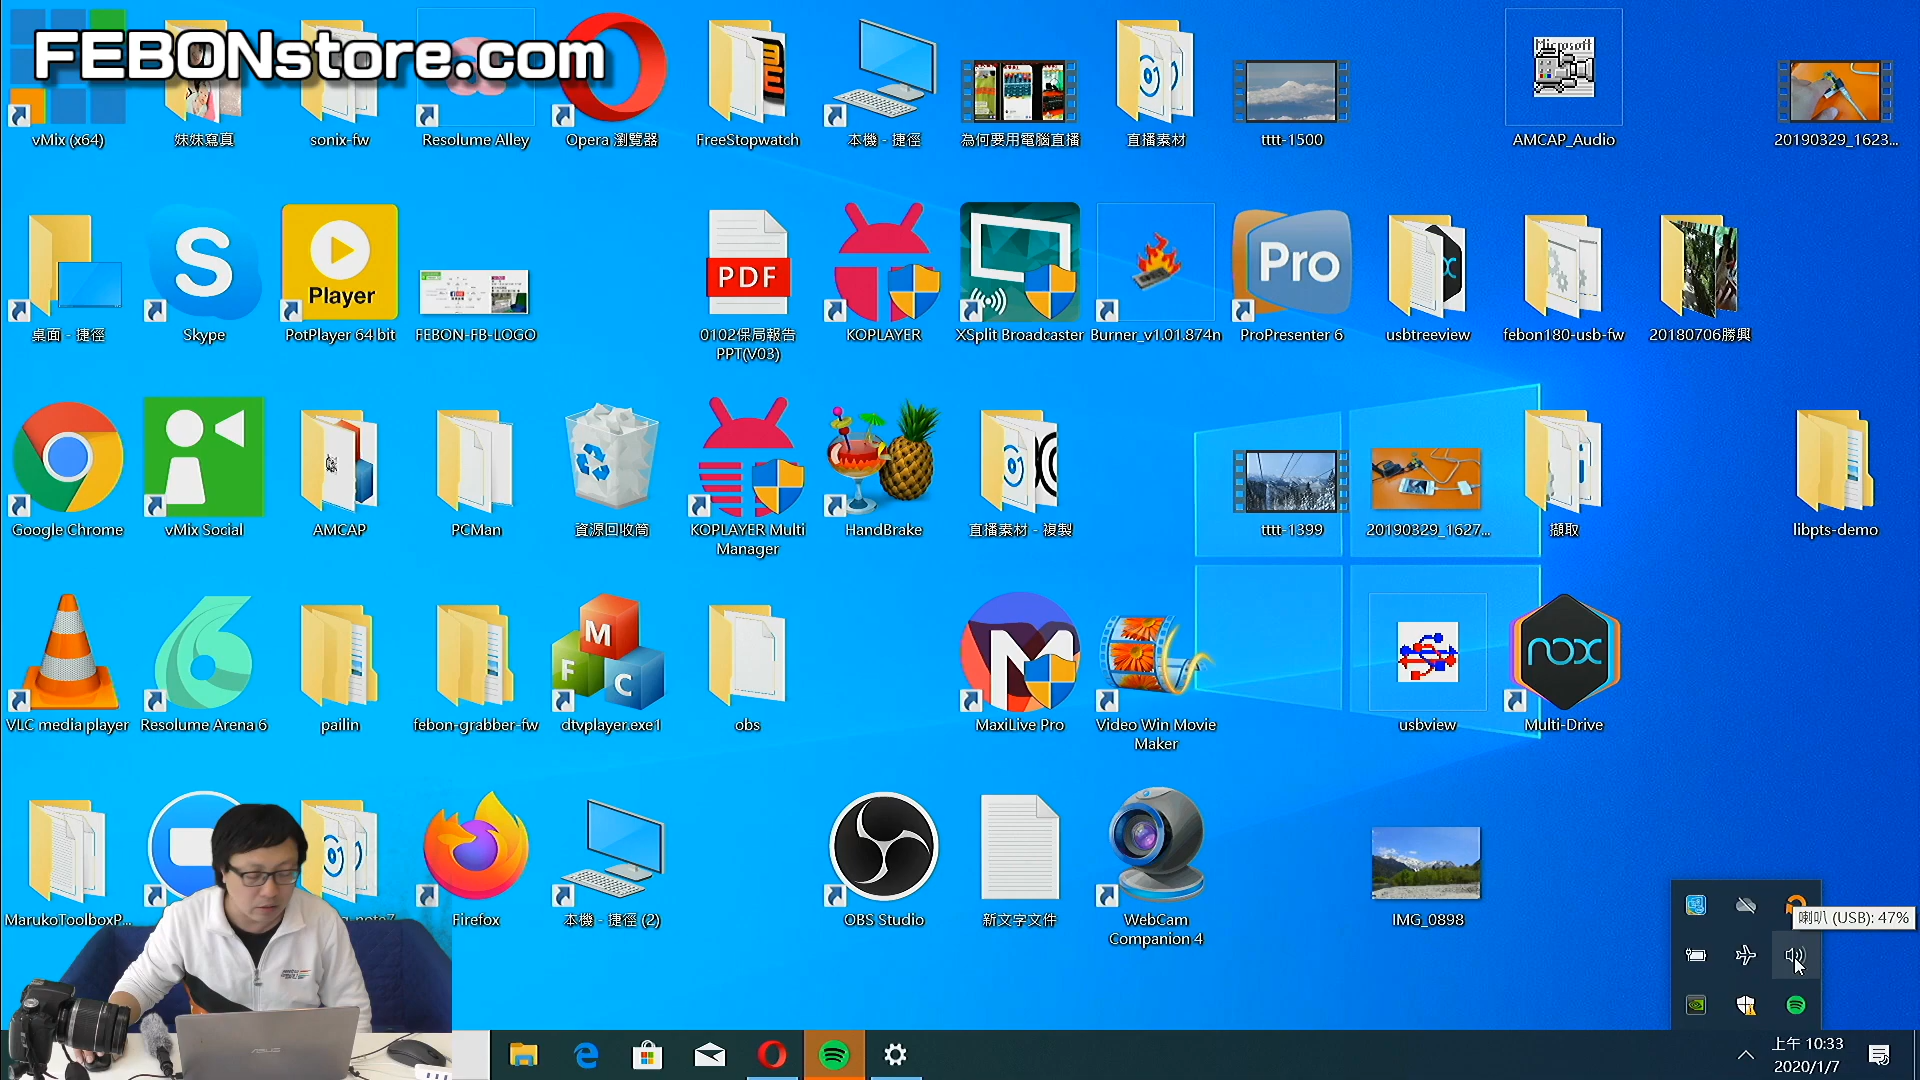 FEBONstore.com
vMix (x64)
妹妹寫真
sonix-fw
Resolume Alley
Opera 瀏覽器
FreeStopwatch
本機 - 捷徑
為何要用電腦直播
直播素材
tttt-1500
Microsoft
AMCAP_Audio
20190329_1623...
桌面 - 捷徑
S
Skype
Player
PotPlayer 64 bit
FEBON-FB-LOGO
PDF
0102保局報告
PPT(V03)
KOPLAYER
XSplit Broadcaster
Burner_v1.01.874n
Pro
ProPresenter 6
usbtreeview
febon180-usb-fw
20180706勝興
Google Chrome
vMix Social
AMCAP
PCMan
資源回收筒
KOPLAYER Multi
Manager
HandBrake
直播素材 - 複製
tttt-1399
20190329_1627...
擷取
libpts-demo
VLC media player
Resolume Arena 6
pailin
febon-grabber-fw
M
F
C
dtvplayer.exe1
obs
MaxiLive Pro
Video Win Movie
Maker
usbview
nox
Multi-Drive
MarukoToolboxP...
Firefox
本機 - 捷徑 (2)
OBS Studio
新文字文件
WebCam
Companion 4
IMG_0898
喇叭 (USB): 47%
ASUS
上午 10:33
2020/1/7